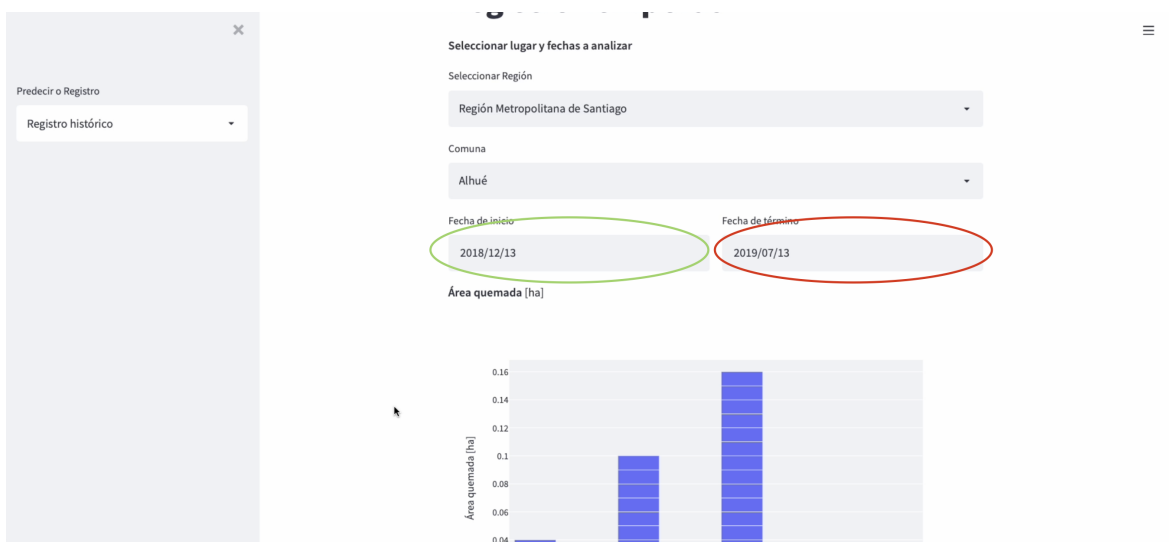 ×
Seleccionar lugar y fechas a analizar
Seleccionar Región
Predecir o Registro
Región Metropolitana de Santiago
Registro histórico
Comuna
Alhué
Fecha de inicio Fecha de término
2018/12/13 2019/07/13
Área quemada [ha]
0.16
0.14
0.12
0.1
0.08
0.06
0.04
Área quemada [ha]